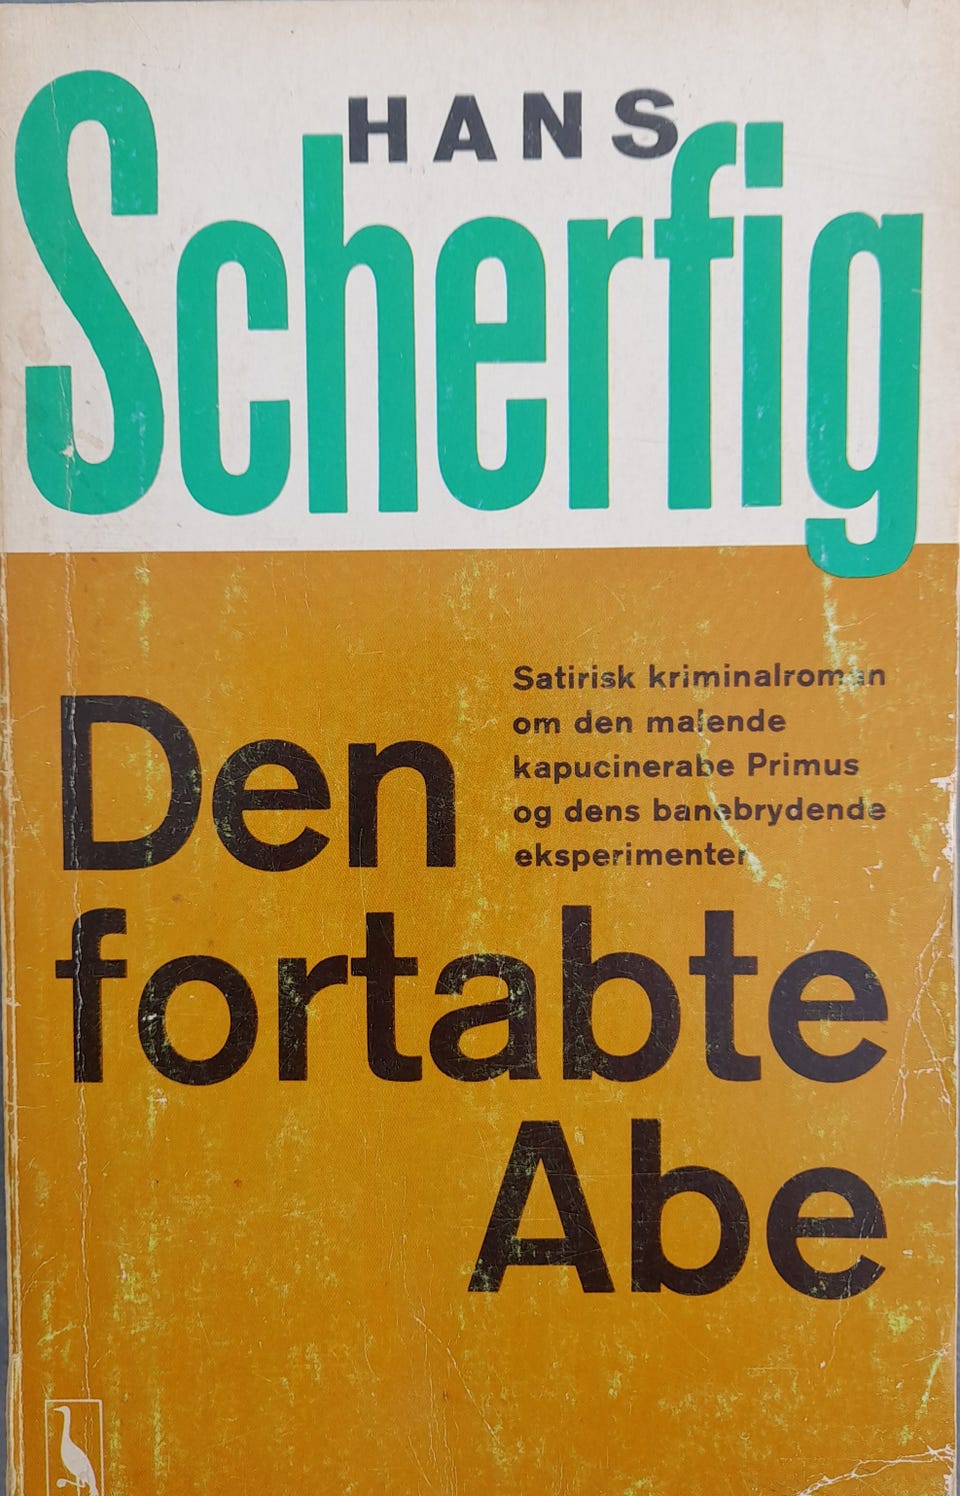 HANS
Scherfig
Satirisk kriminalroman
om den malende
kapucinerabe Primus
og dens banebrydende
eksperimenter
Den
fortabte
Abe